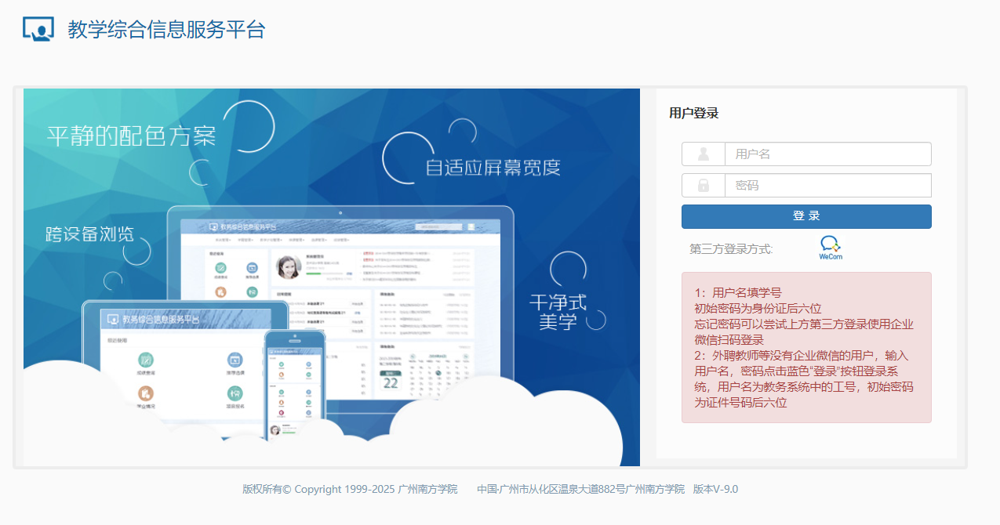 教学综合信息服务平台
平静的配色方案
自适应屏幕宽度
跨设备浏览
教务综合信息服务平台
教务综合信息服务平台
22
干净式
美学
用户登录
用户名
密码
登 录
第三方登录方式:
WeCom
1：用户名填学号
初始密码为身份证后六位
忘记密码可以尝试上方第三方登录使用企业
微信扫码登录
2：外聘教师等没有企业微信的用户，输入
用户名，密码点击蓝色“登录”按钮登录系
统，用户名为教务系统中的工号，初始密码
为证件号码后六位
版权所有© Copyright 1999-2025 广州南方学院 中国·广州市从化区温泉大道882号广州南方学院 版本V-9.0